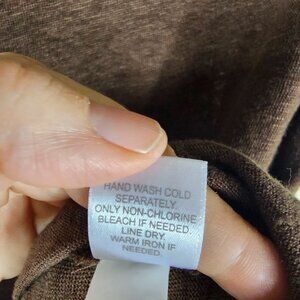 HAND WASH COLD
SEPARATELY.
ONLY NON-CHLORINE
BLEACH IF NEEDED.
LINE DRY.
WARM IRON IF
NEEDED.